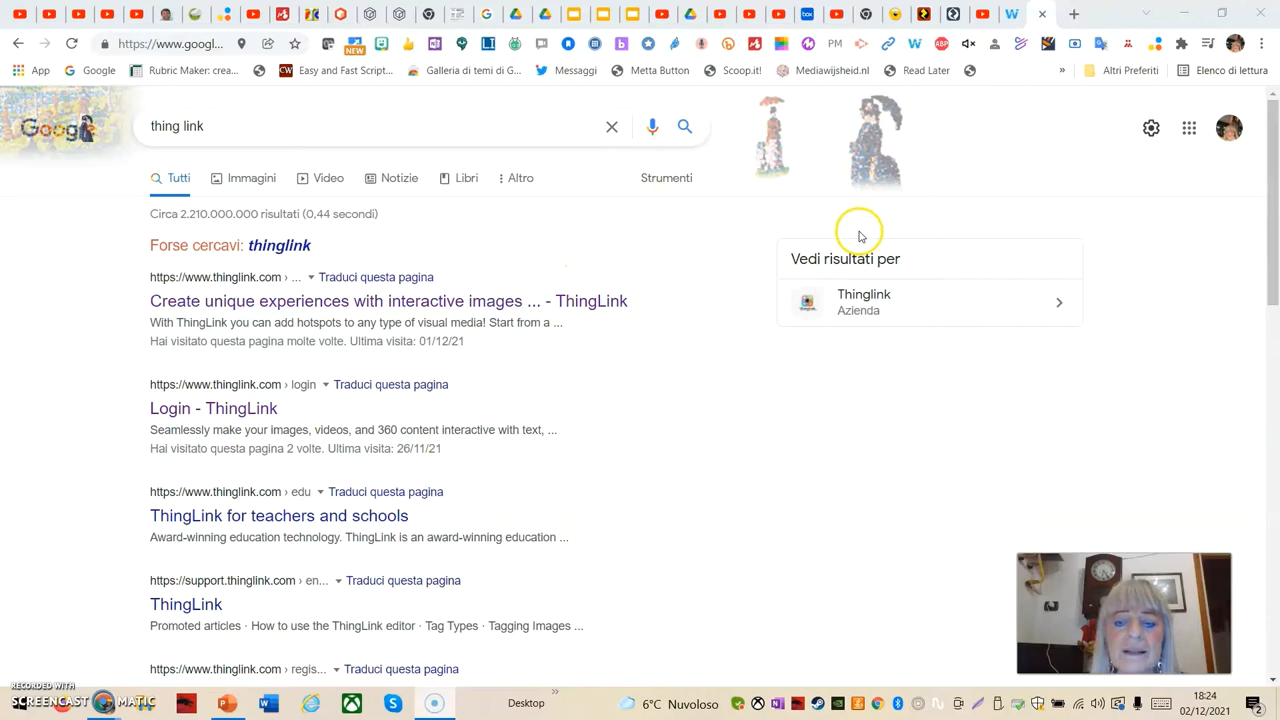 https://www.googl...
NEW
PM
ABP
App
Google
Rubric Maker: crea...
CW
Easy and Fast Script...
Galleria di temi di G...
Messaggi
Metta Button
Scoop.it!
Mediawijsheid.nl
Read Later
»
Altri Preferiti
Elenco di lettura
Google
thing link
Tutti
Immagini
Video
Notizie
Libri
Altro
Strumenti
Circa 2.210.000.000 risultati (0,44 secondi)
Forse cercavi: thinglink
https://www.thinglink.com › ... Traduci questa pagina
Create unique experiences with interactive images ... - ThingLink
With ThingLink you can add hotspots to any type of visual media! Start from a ...
Hai visitato questa pagina molte volte. Ultima visita: 01/12/21
https://www.thinglink.com › login Traduci questa pagina
Login - ThingLink
Seamlessly make your images, videos, and 360 content interactive with text, ...
Hai visitato questa pagina 2 volte. Ultima visita: 26/11/21
https://www.thinglink.com › edu Traduci questa pagina
ThingLink for teachers and schools
Award-winning education technology. ThingLink is an award-winning education ...
https://support.thinglink.com › en... Traduci questa pagina
ThingLink
Promoted articles · How to use the ThingLink editor · Tag Types · Tagging Images ...
https://www.thinglink.com › regis... Traduci questa pagina
Vedi risultati per
Thinglink
Azienda
RECORDED WITH
SCREENCAST MATIC
Desktop
»
6°C Nuvoloso
18:24
02/12/2021
2